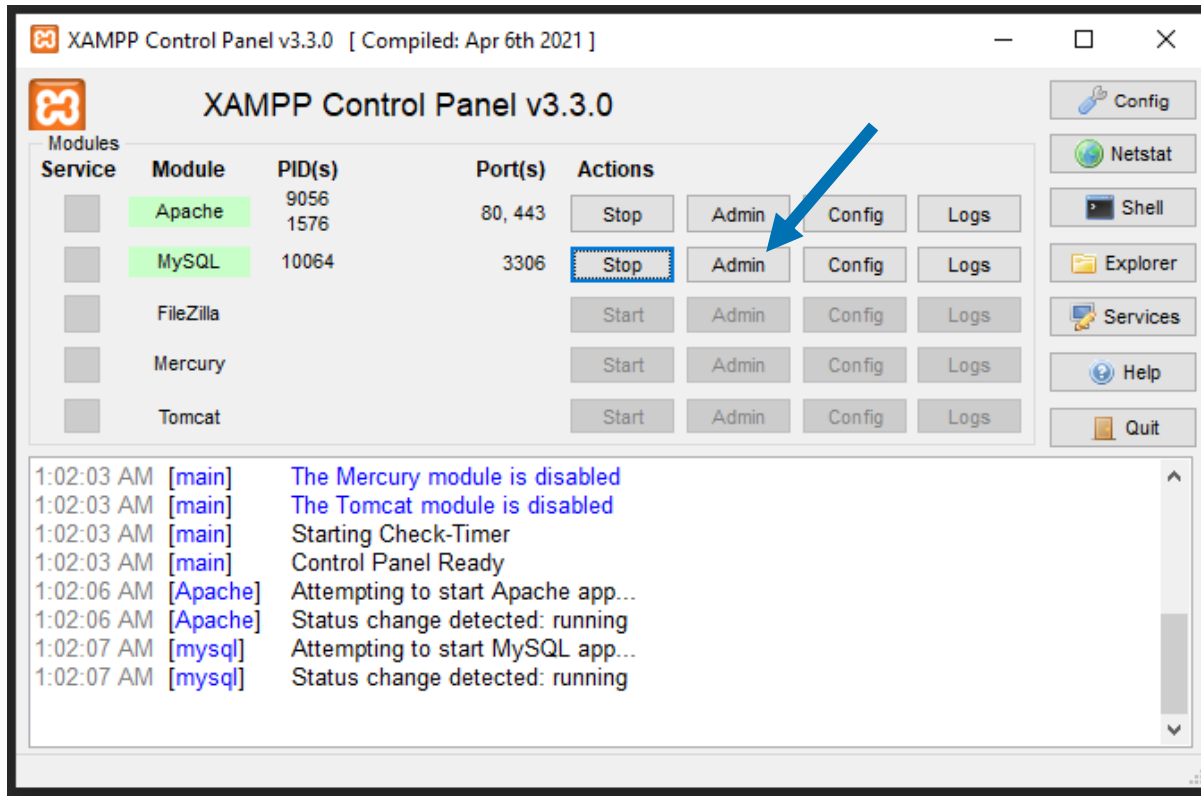 XAMPP Control Panel v3.3.0 [ Compiled: Apr 6th 2021 ]
XAMPP Control Panel v3.3.0
Modules
Service Module PID(s) Port(s) Actions
Apache 9056 1576 80, 443 Stop Admin Config Logs
MySQL 10064 3306 Stop Admin Config Logs
FileZilla Start Admin Config Logs
Mercury Start Admin Config Logs
Tomcat Start Admin Config Logs
Config
Netstat
Shell
Explorer
Services
Help
Quit
1:02:03 AM [main] The Mercury module is disabled
1:02:03 AM [main] The Tomcat module is disabled
1:02:03 AM [main] Starting Check-Timer
1:02:03 AM [main] Control Panel Ready
1:02:06 AM [Apache] Attempting to start Apache app...
1:02:06 AM [Apache] Status change detected: running
1:02:07 AM [mysql] Attempting to start MySQL app...
1:02:07 AM [mysql] Status change detected: running